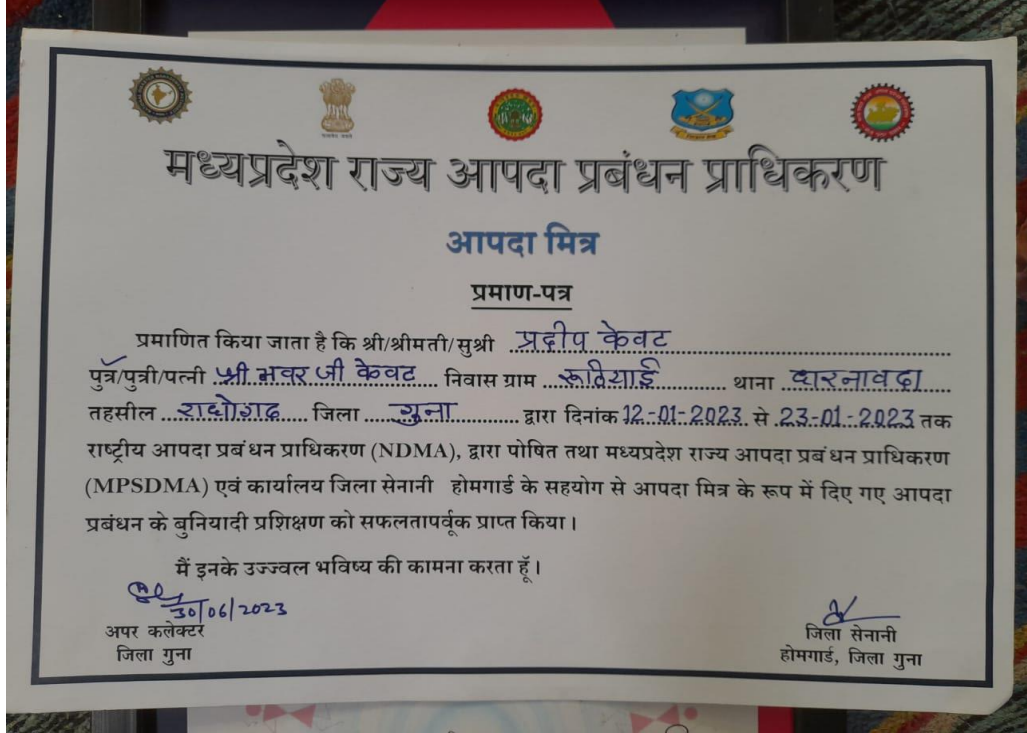 मध्यप्रदेश राज्य आपदा प्रबंधन प्राधिकरण
आपदा मित्र
प्रमाण-पत्र
प्रमाणित किया जाता है कि श्री/श्रीमती/सुश्री प्रदीप केवट
पुत्र/पुत्री/पत्नी श्री भवर जी केवट निवास ग्राम रूठियाई थाना धारनावदा
तहसील राघोगढ जिला गुना द्वारा दिनांक 12-01-2023 से 23-01-2023 तक
राष्ट्रीय आपदा प्रबंधन प्राधिकरण (NDMA), द्वारा पोषित तथा मध्यप्रदेश राज्य आपदा प्रबंधन प्राधिकरण
(MPSDMA) एवं कार्यालय जिला सेनानी होमगार्ड के सहयोग से आपदा मित्र के रूप में दिए गए आपदा
प्रबंधन के बुनियादी प्रशिक्षण को सफलतापर्वूक प्राप्त किया।
मैं इनके उज्ज्वल भविष्य की कामना करता हूॅं।
30/06/2023
अपर कलेक्टर
जिला गुना
जिला सेनानी
होमगार्ड, जिला गुना